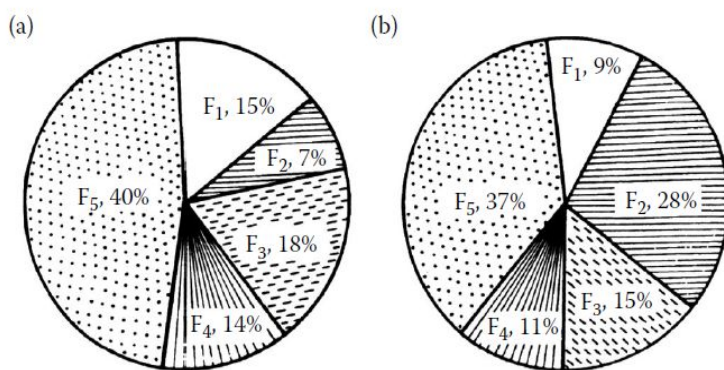 (a)
F₁, 15%
F₂, 7%
F₃, 18%
F₄, 14%
F₅, 40%
(b)
F₁, 9%
F₂, 28%
F₃, 15%
F₄, 11%
F₅, 37%